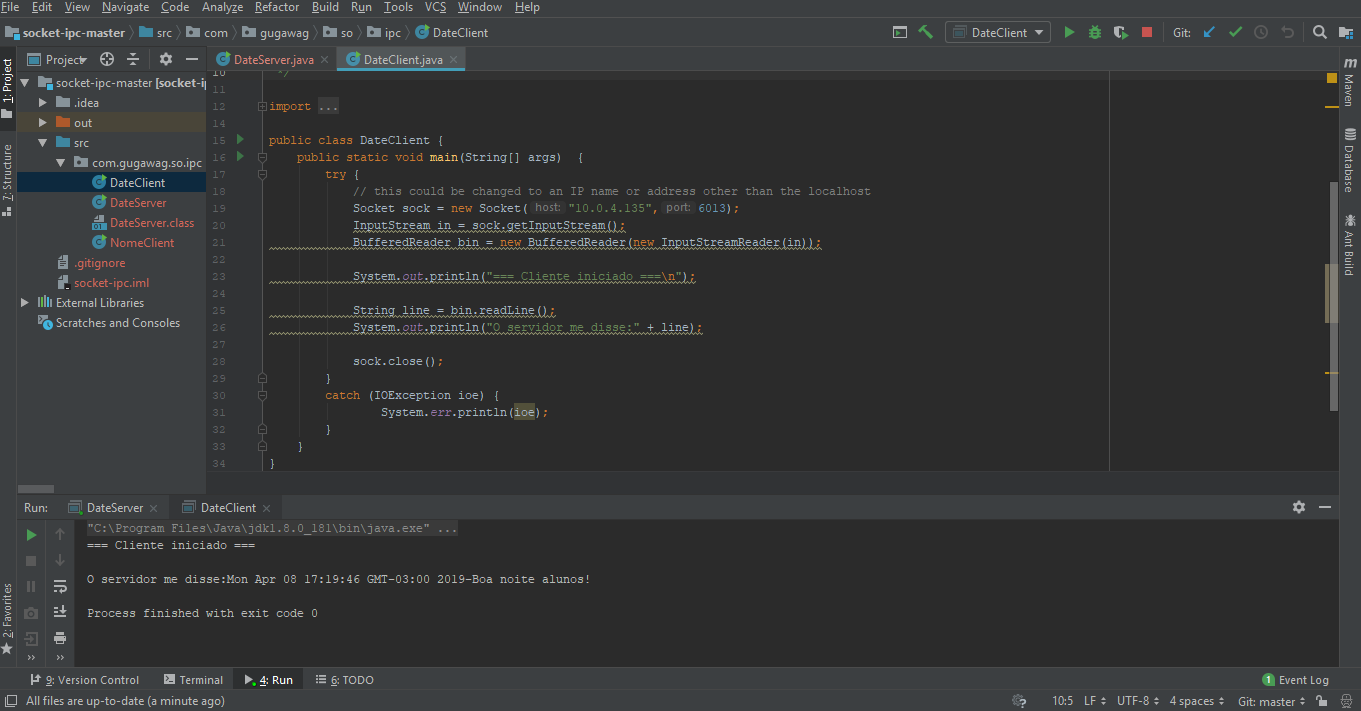 File Edit View Navigate Code Analyze Refactor Build Run Tools VCS Window Help
socket-ipc-master src com gugawag so ipc DateClient
DateClient Git:
1: Project
7: Structure
2: Favorites
Project
socket-ipc-master [socket-i
.idea
out
src
com.gugawag.so.ipc
DateClient
DateServer
DateServer.class
NomeClient
.gitignore
socket-ipc.iml
External Libraries
Scratches and Consoles
DateServer.java DateClient.java
10 */
11
12 import ...
14
15 public class DateClient {
16 public static void main(String[] args) {
17 try {
18 // this could be changed to an IP name or address other than the localhost
19 Socket sock = new Socket( host: "10.0.4.135", port: 6013);
20 InputStream in = sock.getInputStream();
21 BufferedReader bin = new BufferedReader(new InputStreamReader(in));
22
23 System.out.println("=== Cliente iniciado ===\n");
24
25 String line = bin.readLine();
26 System.out.println("O servidor me disse:" + line);
27
28 sock.close();
29 }
30 catch (IOException ioe) {
31 System.err.println(ioe);
32 }
33 }
34 }
m Maven
Database
Ant Build
Run: DateServer DateClient
"C:\Program Files\Java\jdk1.8.0_181\bin\java.exe" ...
=== Cliente iniciado ===
O servidor me disse:Mon Apr 08 17:19:46 GMT-03:00 2019-Boa noite alunos!
Process finished with exit code 0
9: Version Control Terminal 4: Run 6: TODO 1 Event Log
All files are up-to-date (a minute ago) 10:5 LF UTF-8 4 spaces Git: master